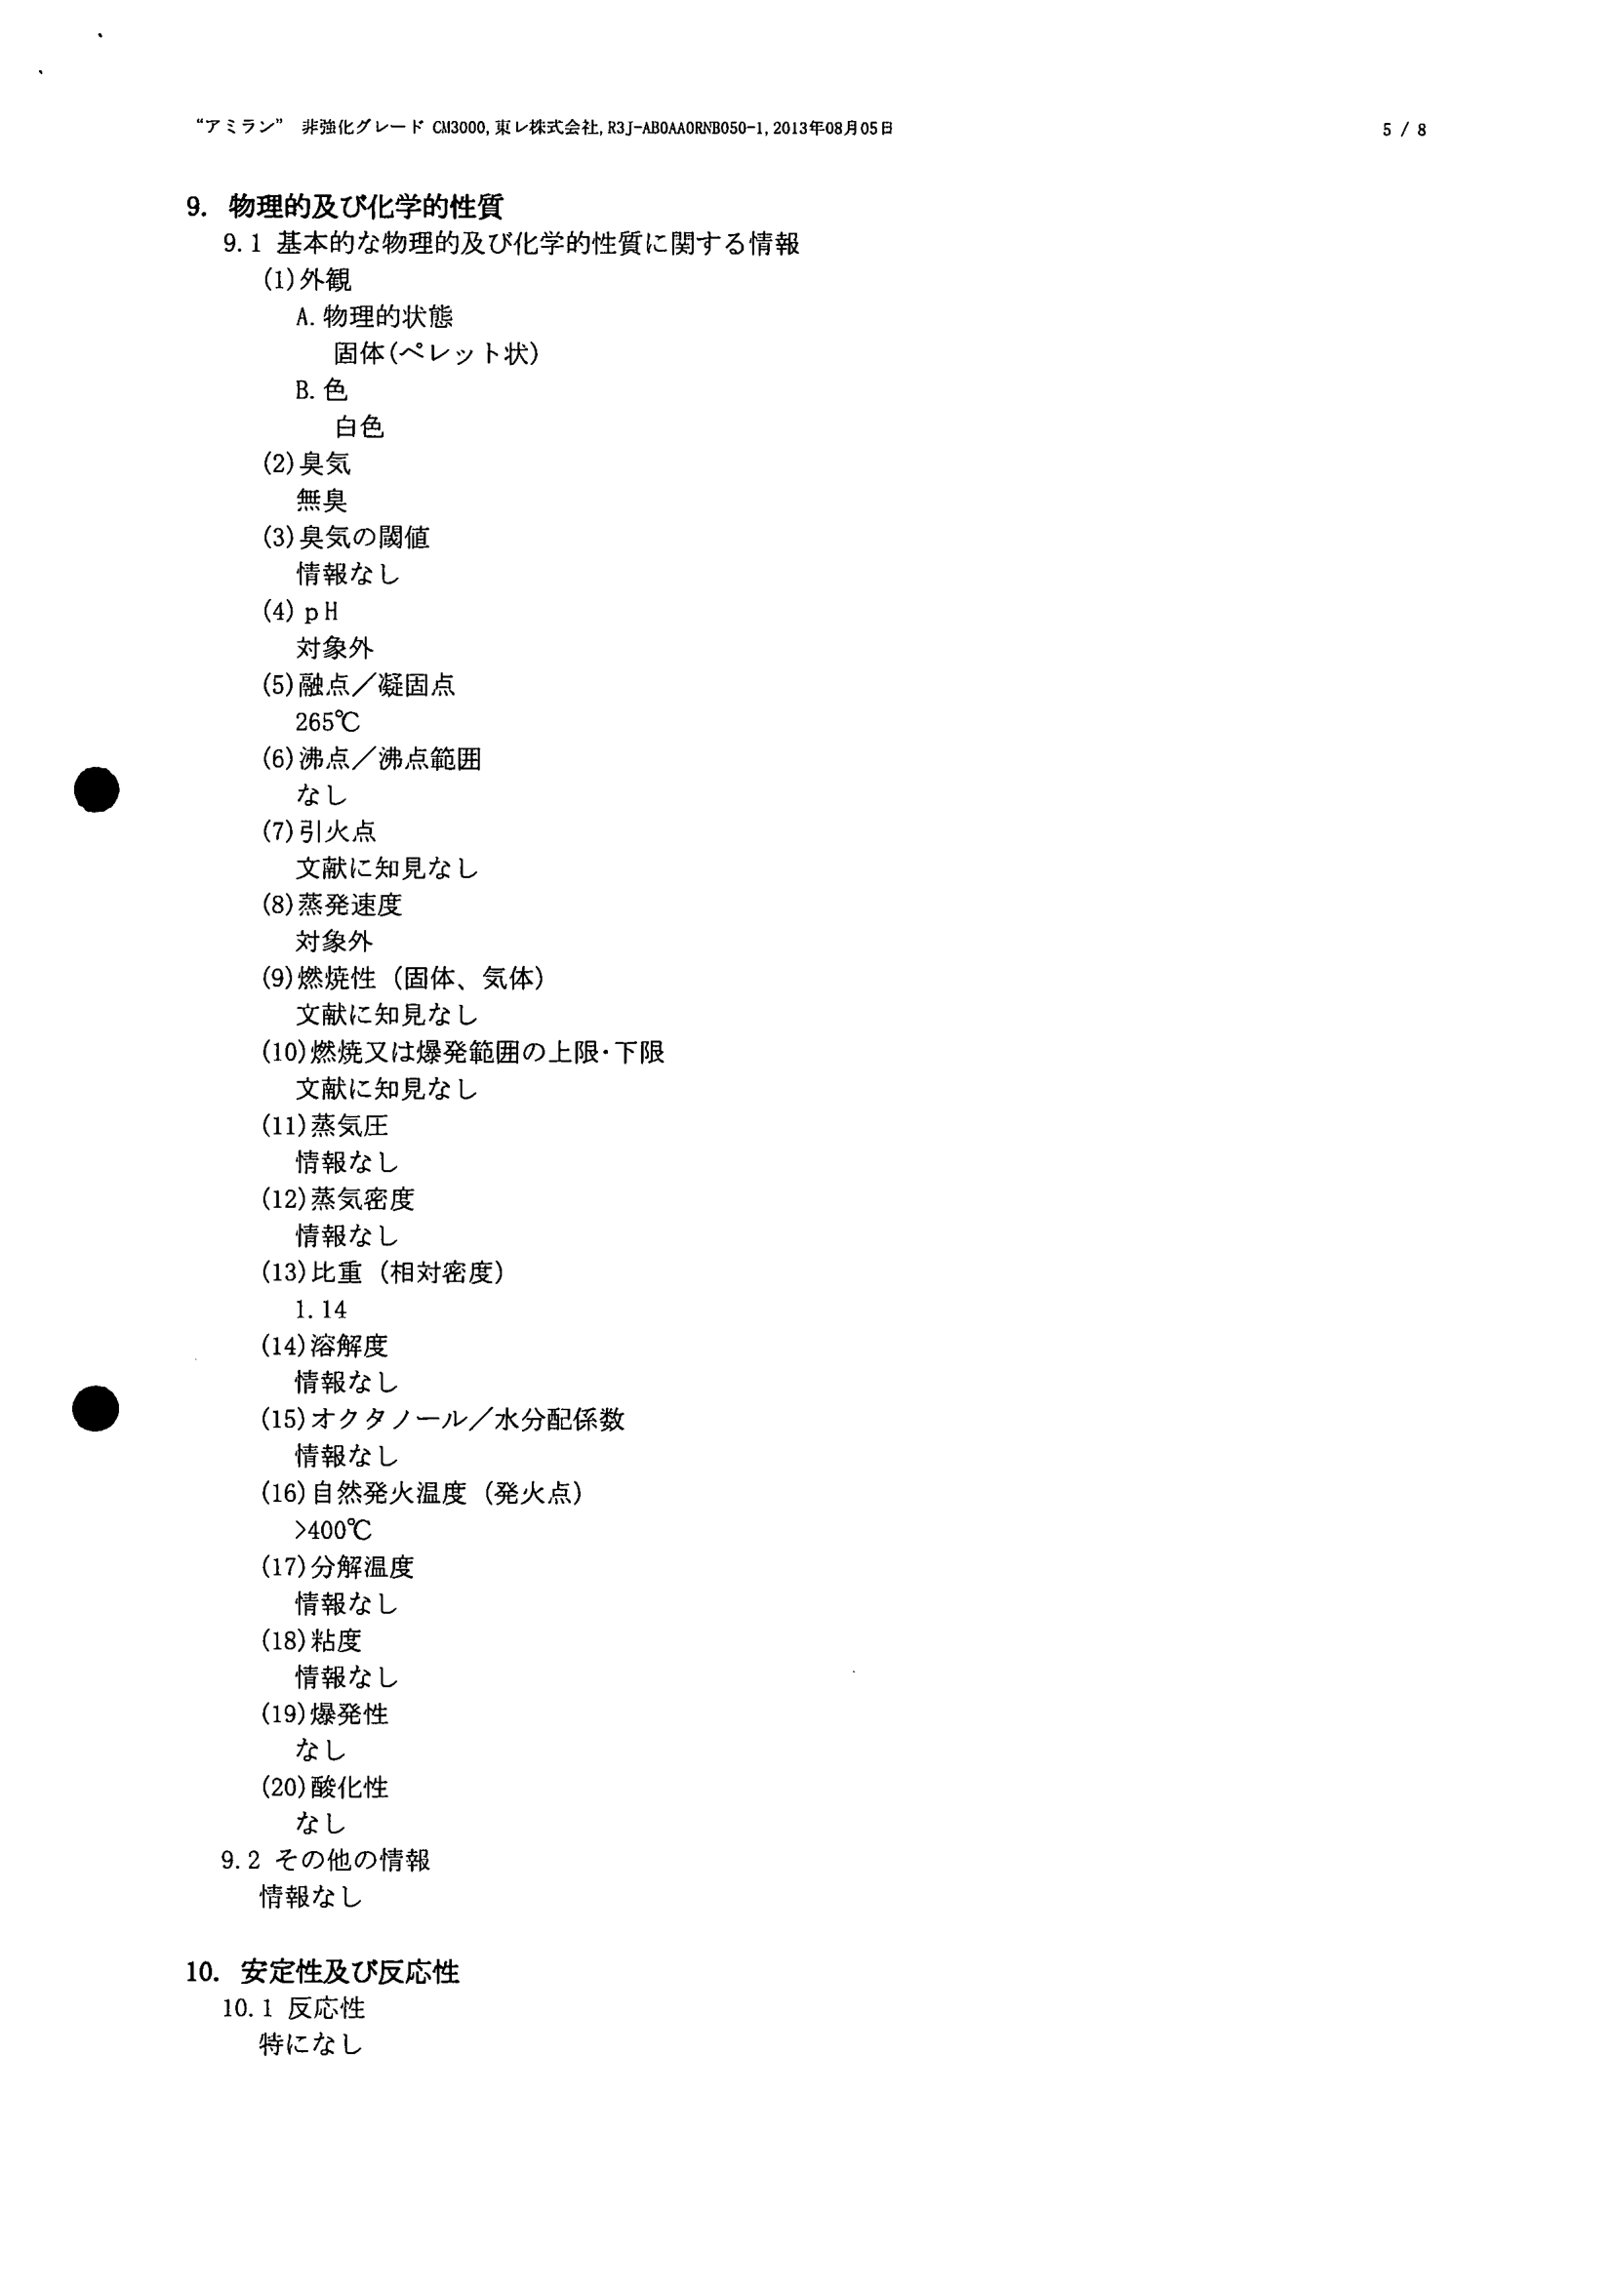 “アミラン” 非強化グレード CM3000,東レ株式会社,R3J-AB0AA0RNB050-1,2013年08月05日
5 / 8
9. 物理的及び化学的性質
9.1 基本的な物理的及び化学的性質に関する情報
(1)外観
A.物理的状態
固体(ペレット状)
B.色
白色
(2)臭気
無臭
(3)臭気の閾値
情報なし
(4)pH
対象外
(5)融点／凝固点
265℃
(6)沸点／沸点範囲
なし
(7)引火点
文献に知見なし
(8)蒸発速度
対象外
(9)燃焼性（固体、気体）
文献に知見なし
(10)燃焼又は爆発範囲の上限･下限
文献に知見なし
(11)蒸気圧
情報なし
(12)蒸気密度
情報なし
(13)比重（相対密度）
1.14
(14)溶解度
情報なし
(15)オクタノール／水分配係数
情報なし
(16)自然発火温度（発火点）
>400℃
(17)分解温度
情報なし
(18)粘度
情報なし
(19)爆発性
なし
(20)酸化性
なし
9.2 その他の情報
情報なし
10. 安定性及び反応性
10.1 反応性
特になし